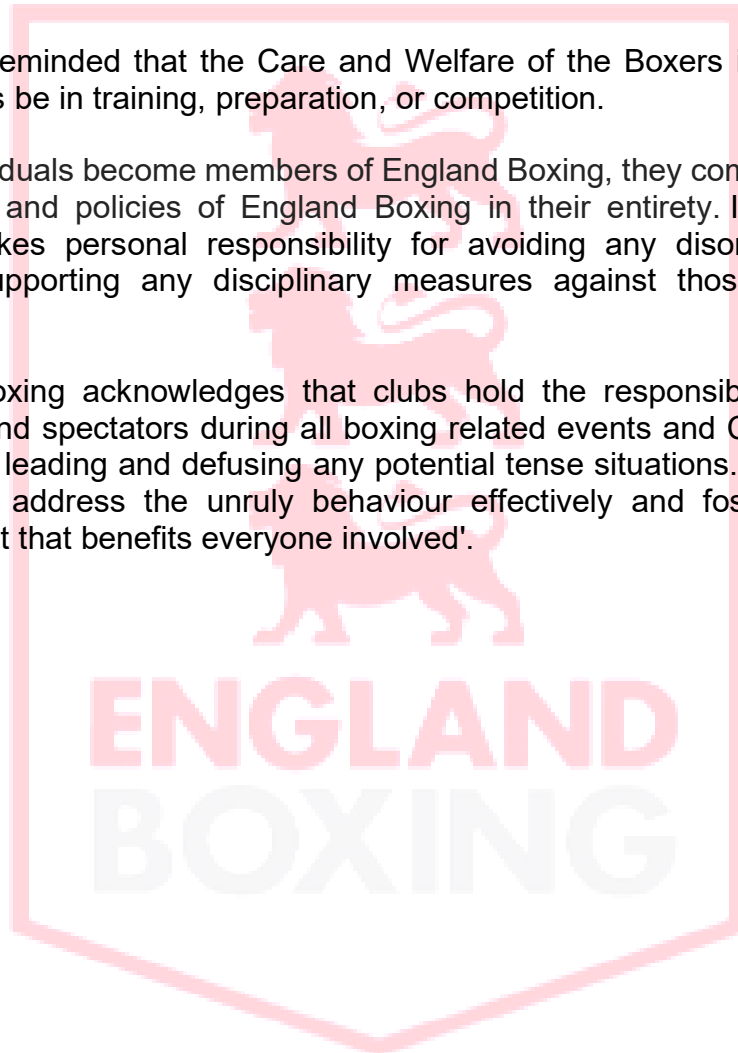 eminded that the Care and Welfare of the Boxers i
s be in training, preparation, or competition.
duals become members of England Boxing, they con
and policies of England Boxing in their entirety. I
kes personal responsibility for avoiding any disor
upporting any disciplinary measures against thos
oxing acknowledges that clubs hold the responsib
nd spectators during all boxing related events and C
leading and defusing any potential tense situations.
address the unruly behaviour effectively and fos
t that benefits everyone involved'.
ENGLAND
BOXING